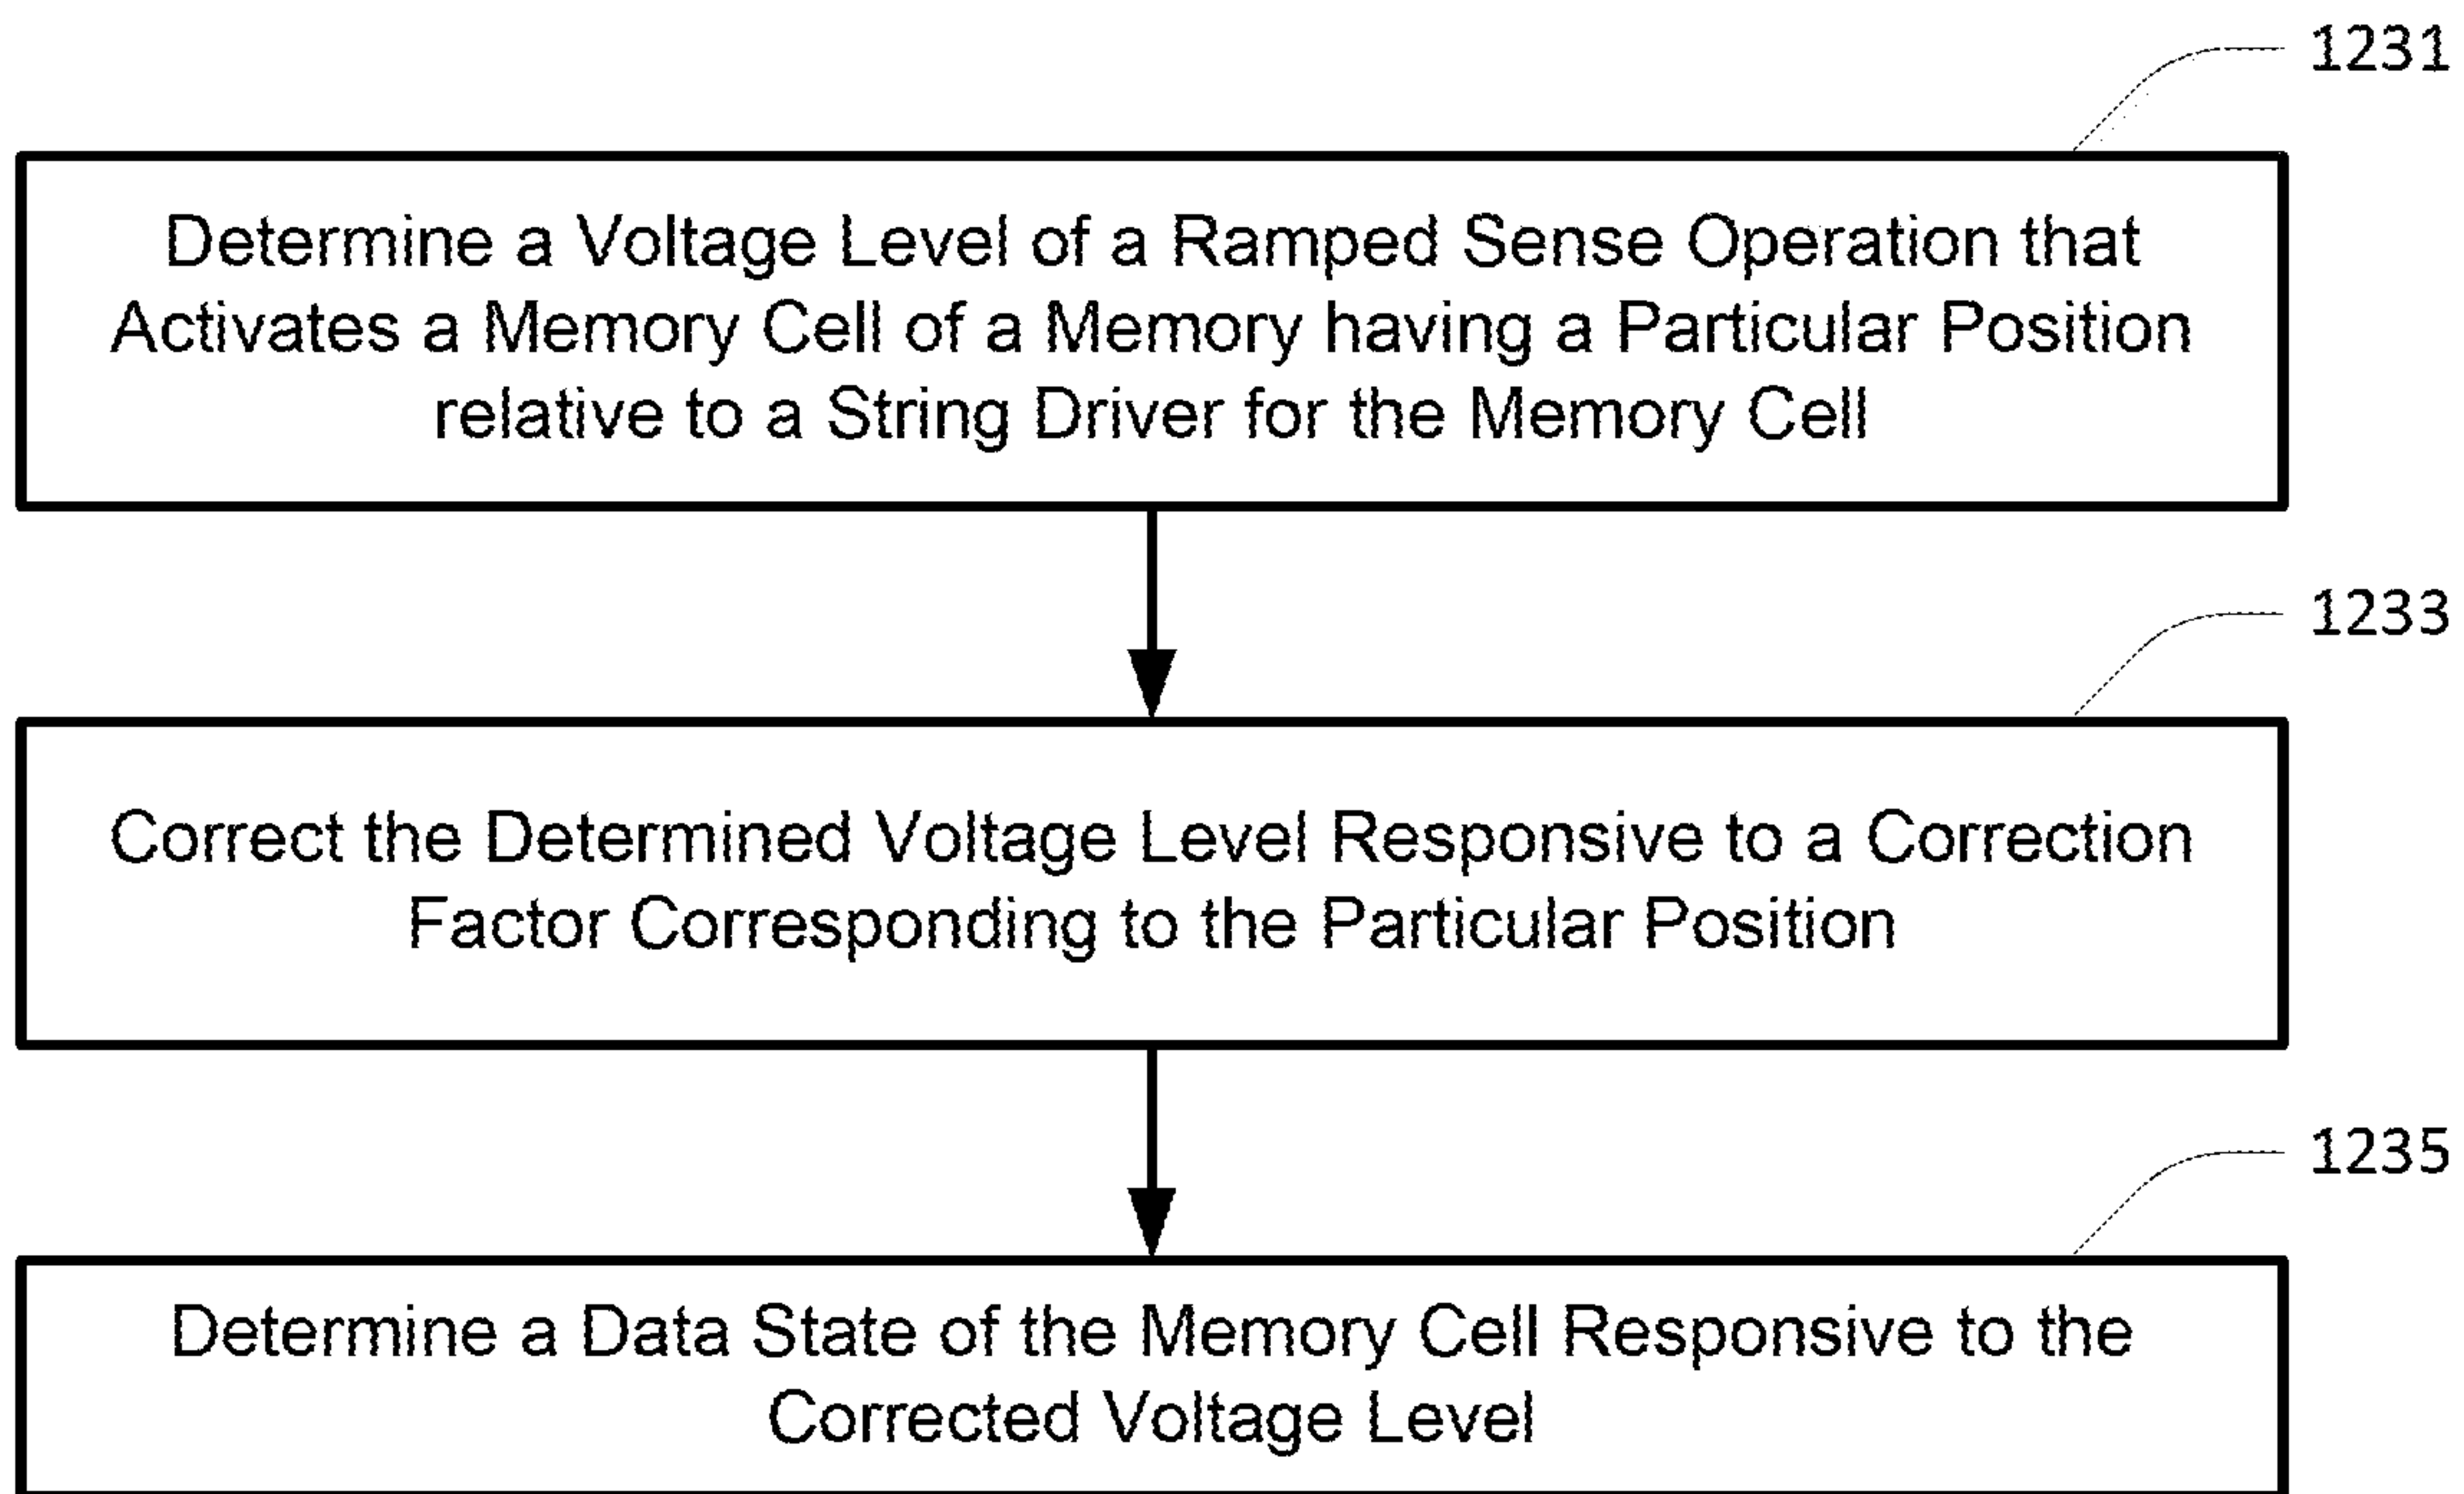 1231
Determine a Voltage Level of a Ramped Sense Operation that
Activates a Memory Cell of a Memory having a Particular Position
relative to a String Driver for the Memory Cell
1233
Correct the Determined Voltage Level Responsive to a Correction
Factor Corresponding to the Particular Position
1235
Determine a Data State of the Memory Cell Responsive to the
Corrected Voltage Level